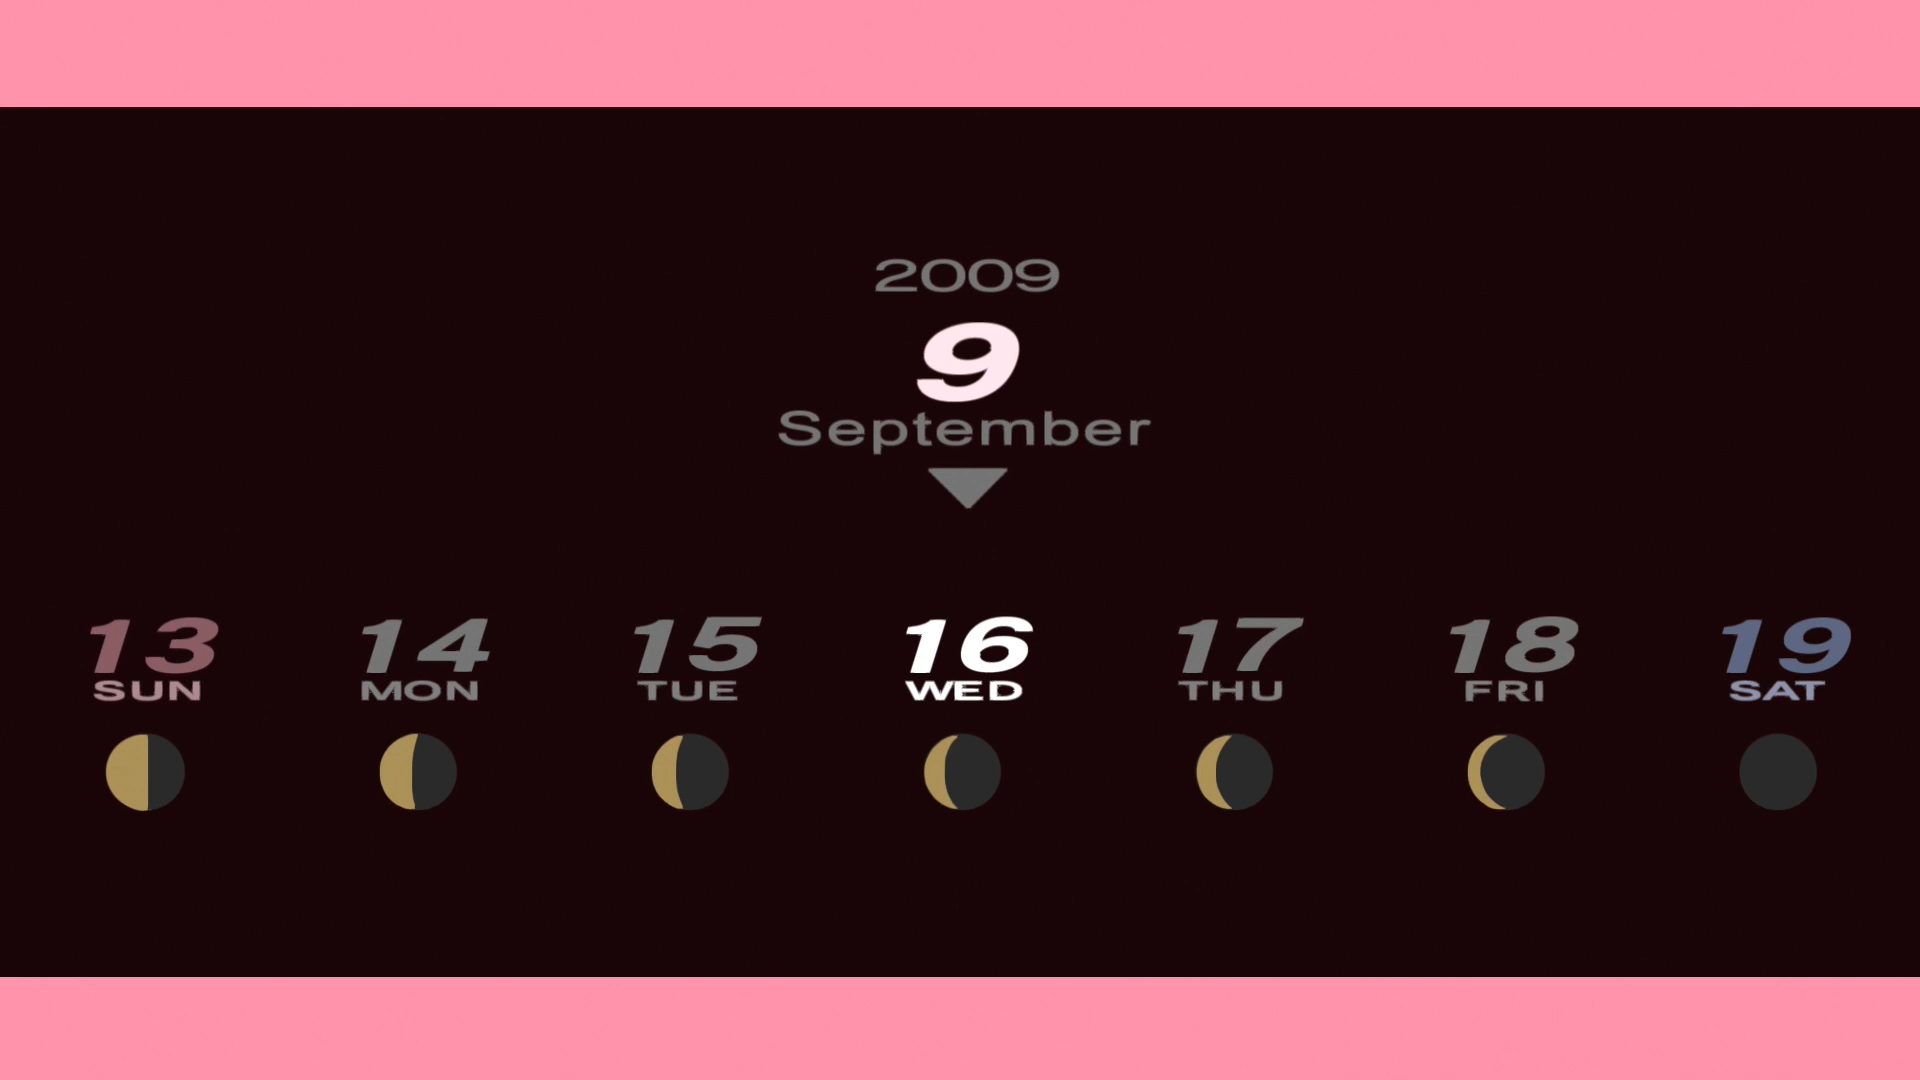 2009
9
September
13 14 15 16 17 18 19
SUN MON TUE WED THU FRI SAT